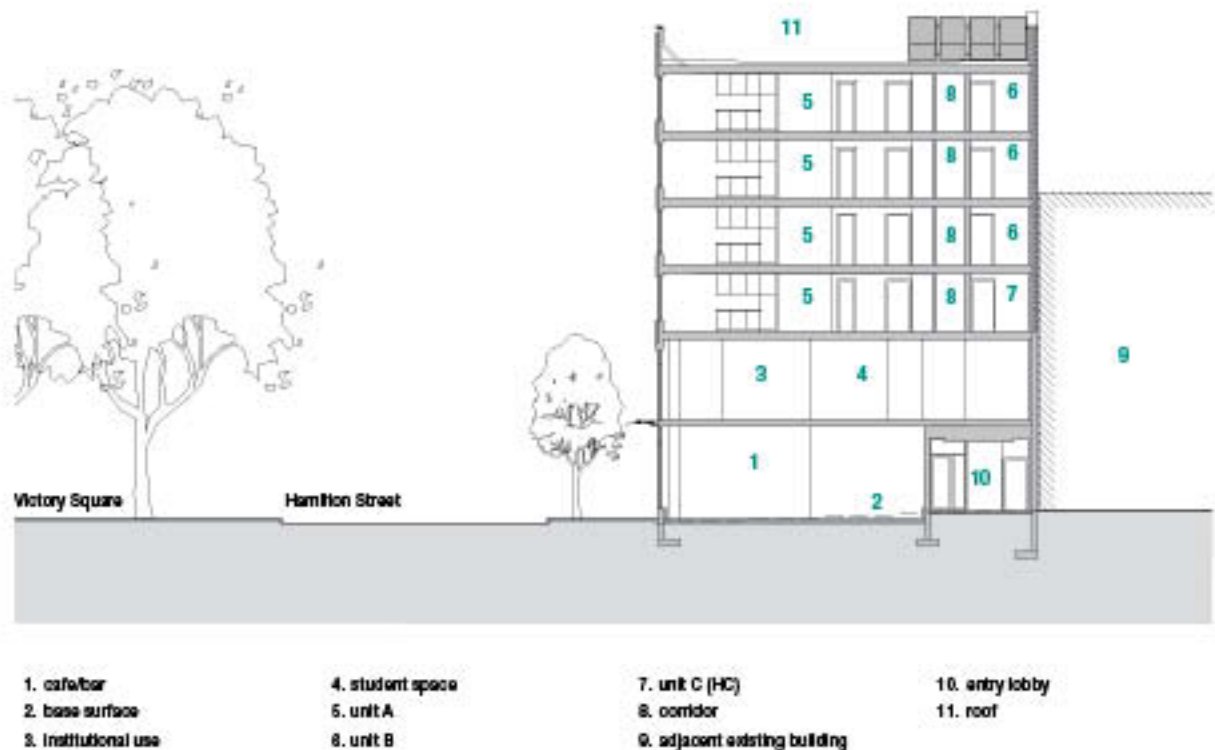 11
5 8 6
5 8 6
5 8 6
5 8 7
3 4 9
1 10
2
Victory Square Hamilton Street
1. cafe/bar 4. student space 7. unit C (HC) 10. entry lobby
2. base surface 5. unit A 8. corridor 11. roof
3. institutional use 6. unit B 9. adjacent existing building